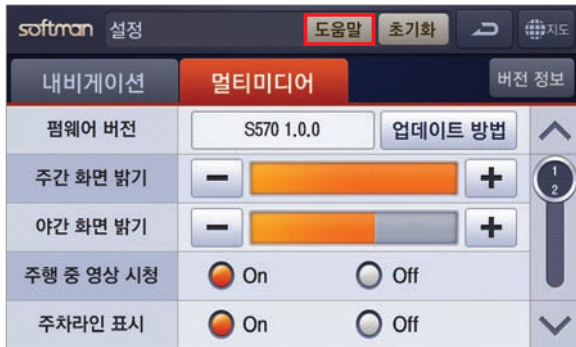 softman 설정 도움말 초기화 지도
내비게이션 멀티미디어 버전 정보
펌웨어 버전 S570 1.0.0 업데이트 방법
주간 화면 밝기
야간 화면 밝기
1
2
주행 중 영상 시청 On Off
주차라인 표시 On Off